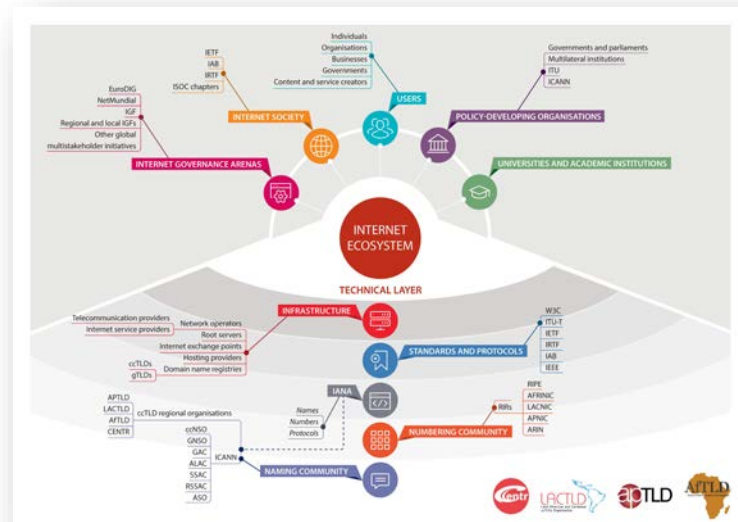 Individuals
Organisations
Businesses
Governments
Content and service creators
USERS
IETF
IAB
IRTF
ISOC chapters
INTERNET SOCIETY
Governments and parliaments
Multilateral institutions
ITU
ICANN
POLICY-DEVELOPING ORGANISATIONS
EuroDIG
NetMundial
IGF
Regional and local IGFs
Other global
multistakeholder initiatives
INTERNET GOVERNANCE ARENAS
UNIVERSITIES AND ACADEMIC INSTITUTIONS
INTERNET
ECOSYSTEM
TECHNICAL LAYER
INFRASTRUCTURE
Telecommunication providers
Internet service providers
Network operators
Root servers
Internet exchange points
Hosting providers
Domain name registries
ccTLDs
gTLDs
STANDARDS AND PROTOCOLS
W3C
ITU-T
IETF
IRTF
IAB
IEEE
IANA
Names
Numbers
Protocols
NUMBERING COMMUNITY
RIRs
RIPE
AFRINIC
LACNIC
APNIC
ARIN
APTLD
LACTLD
AfTLD
CENTR
ccTLD regional organisations
ccNSO
GNSO
GAC
ALAC
SSAC
RSSAC
ASO
ICANN
NAMING COMMUNITY
centr
LACTLD
apTLD
AfTLD